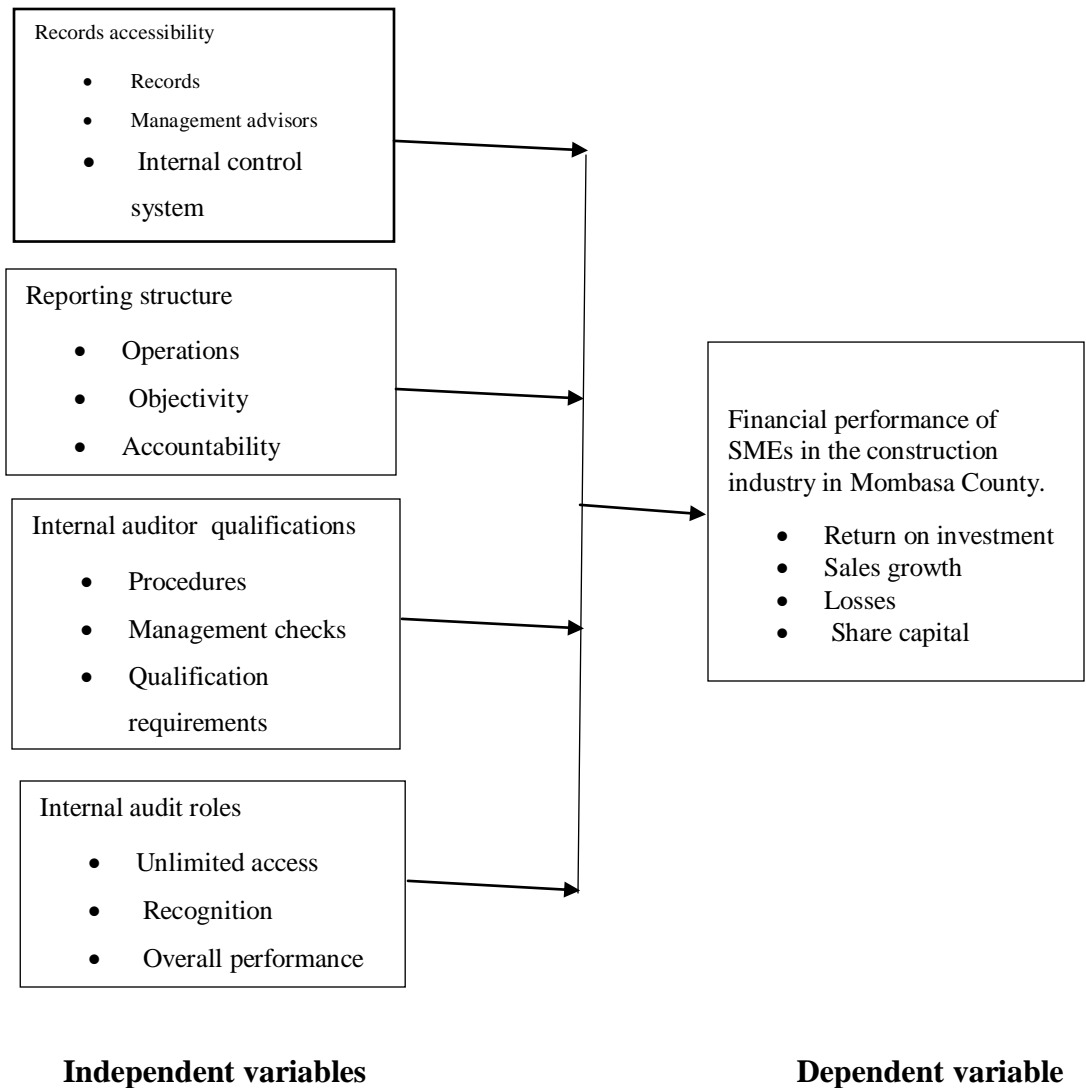 Records accessibility
• Records
• Management advisors
• Internal control
system
Reporting structure
• Operations
• Objectivity
• Accountability
Internal auditor qualifications
• Procedures
• Management checks
• Qualification
requirements
Internal audit roles
• Unlimited access
• Recognition
• Overall performance
Financial performance of
SMEs in the construction
industry in Mombasa County.
• Return on investment
• Sales growth
• Losses
• Share capital
Independent variables
Dependent variable